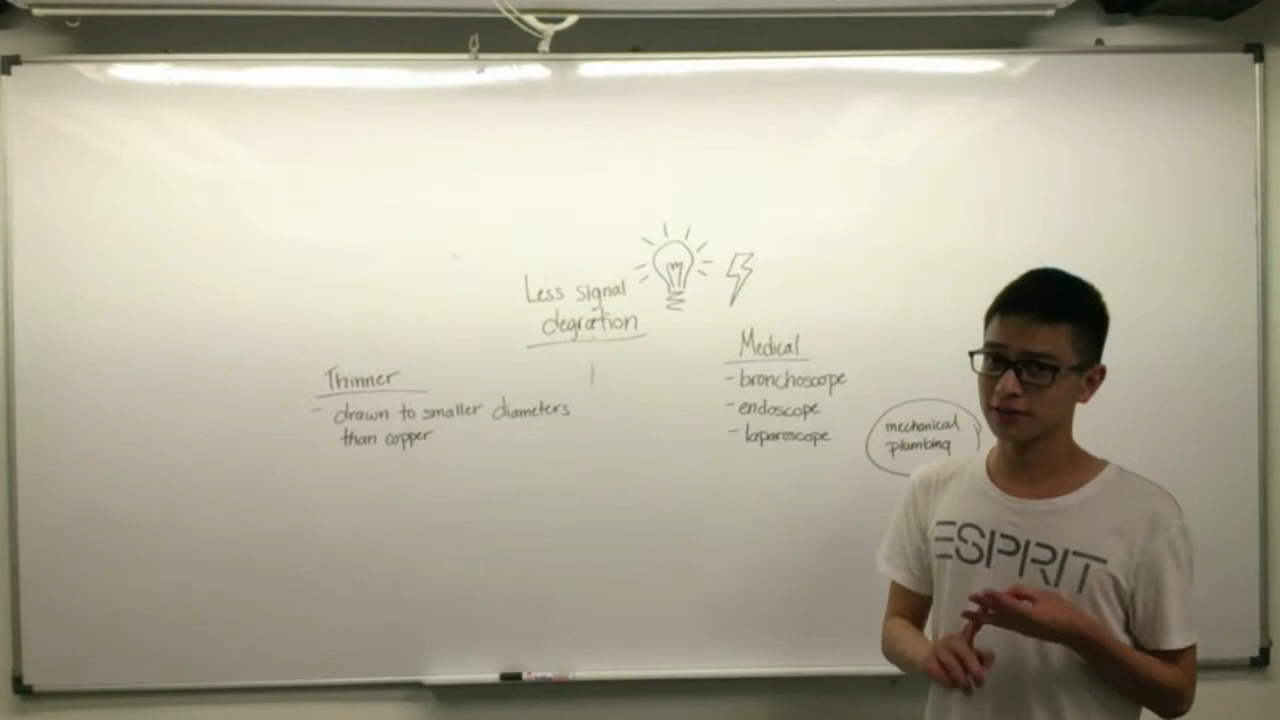 Less signal
degration
Thinner
- drawn to smaller diameters
than copper
Medical
- bronchoscope
- endoscope
- laparoscope
mechanical
plumbing
ESPRIT